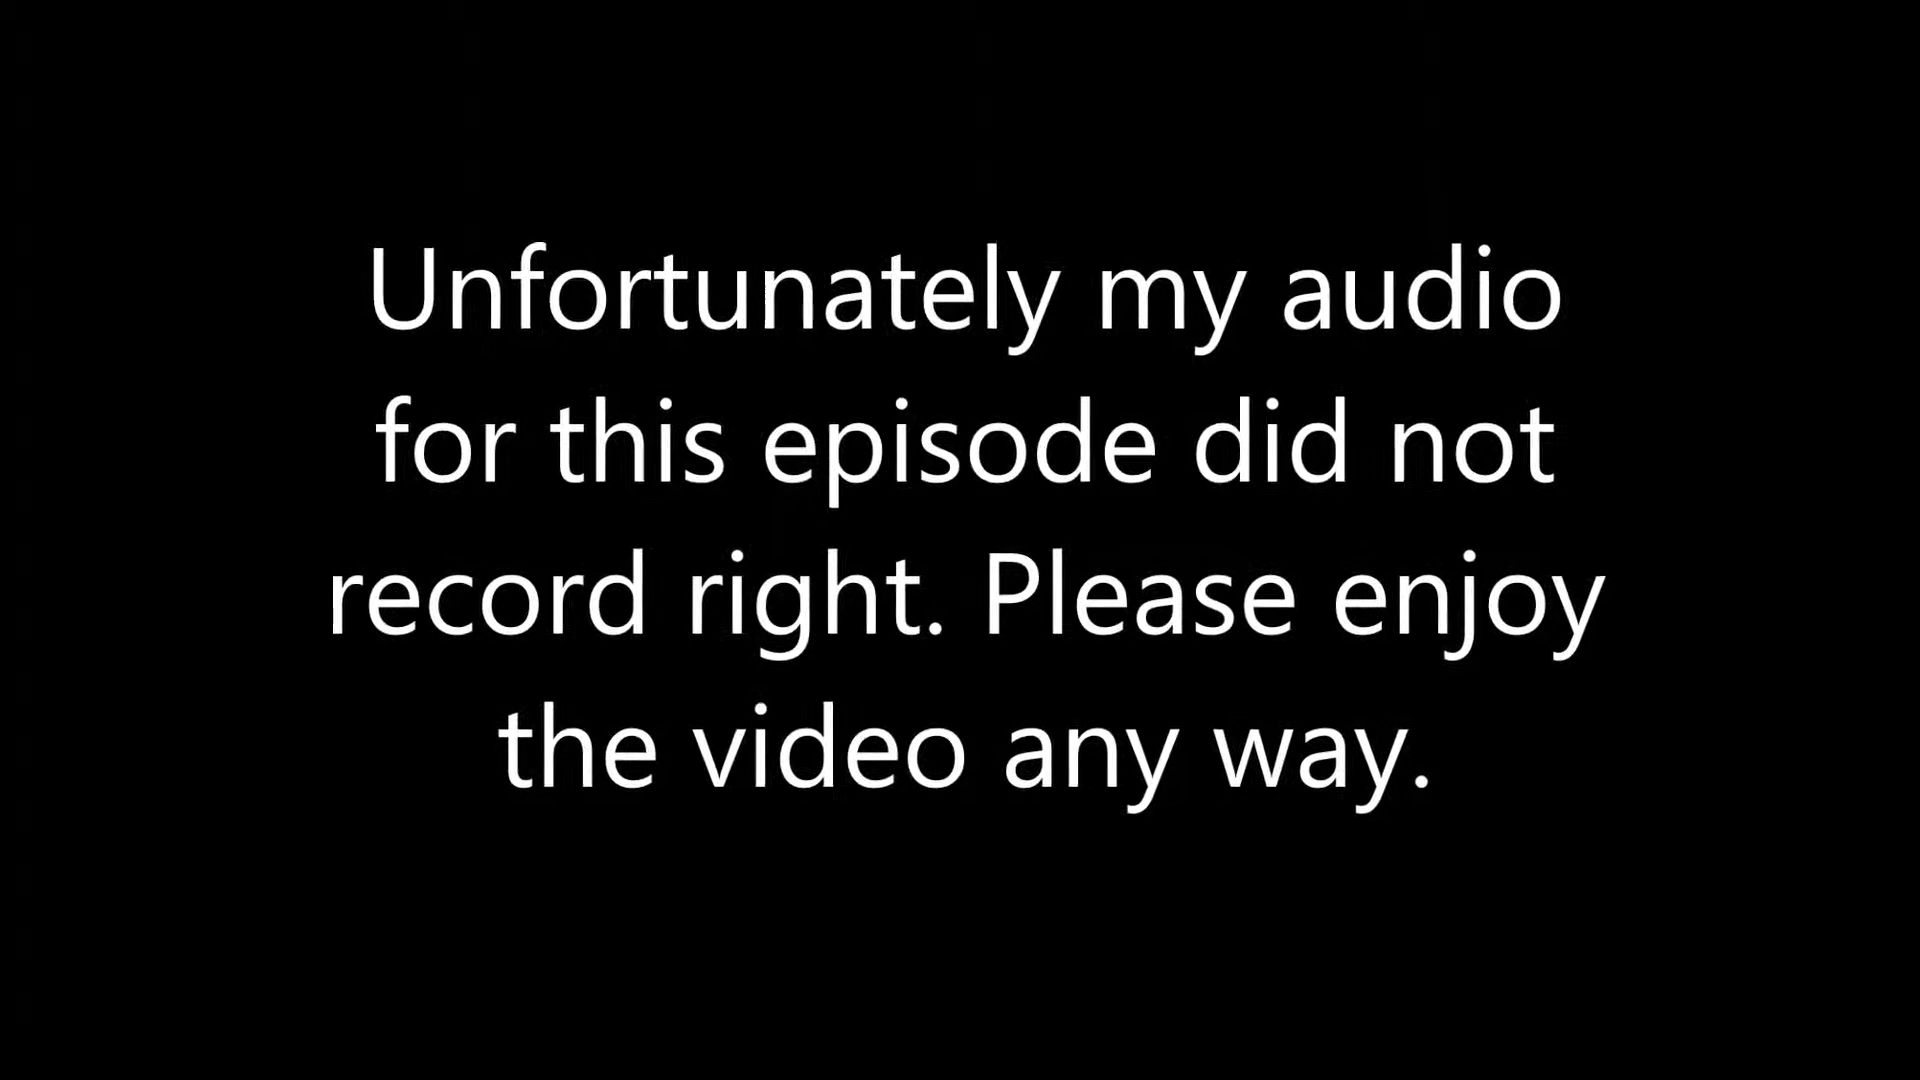 Unfortunately my audio
for this episode did not
record right. Please enjoy
the video any way.